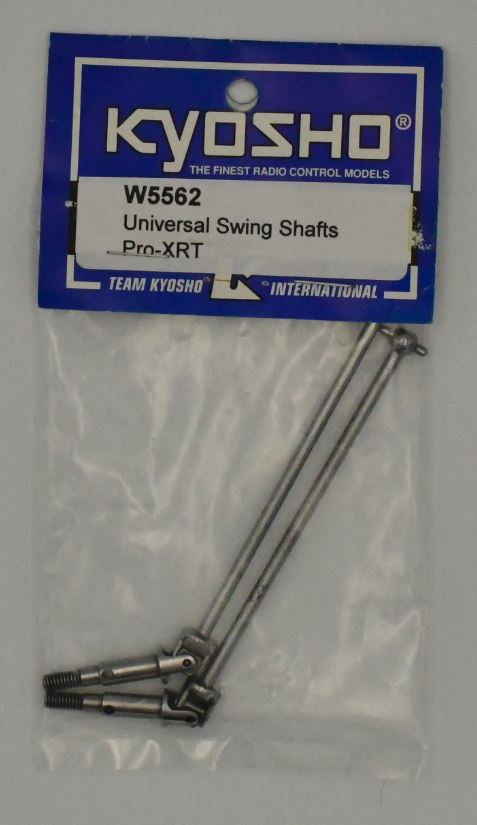 KYOSHO®
THE FINEST RADIO CONTROL MODELS
W5562
Universal Swing Shafts
Pro-XRT
TEAM KYOSHO INTERNATIONAL